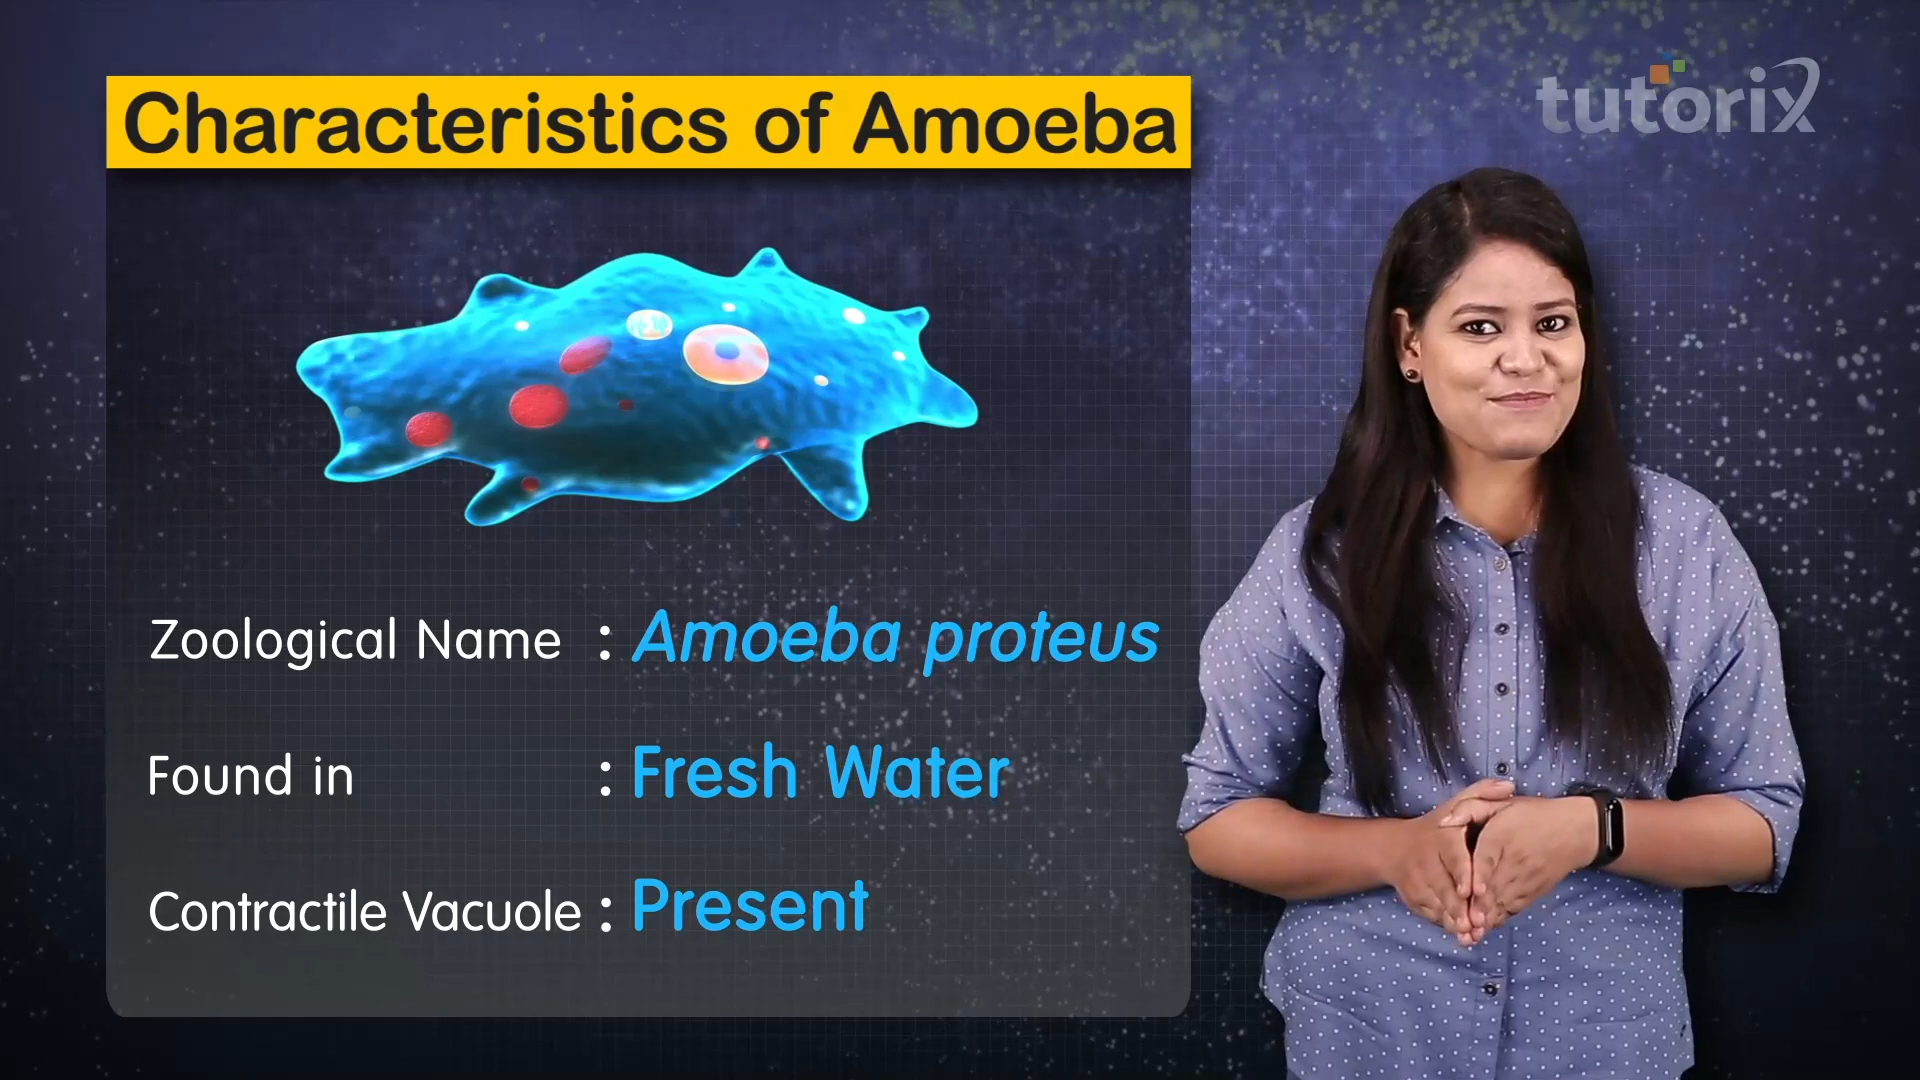 Characteristics of Amoeba
tutorix
Zoological Name : Amoeba proteus
Found in : Fresh Water
Contractile Vacuole : Present